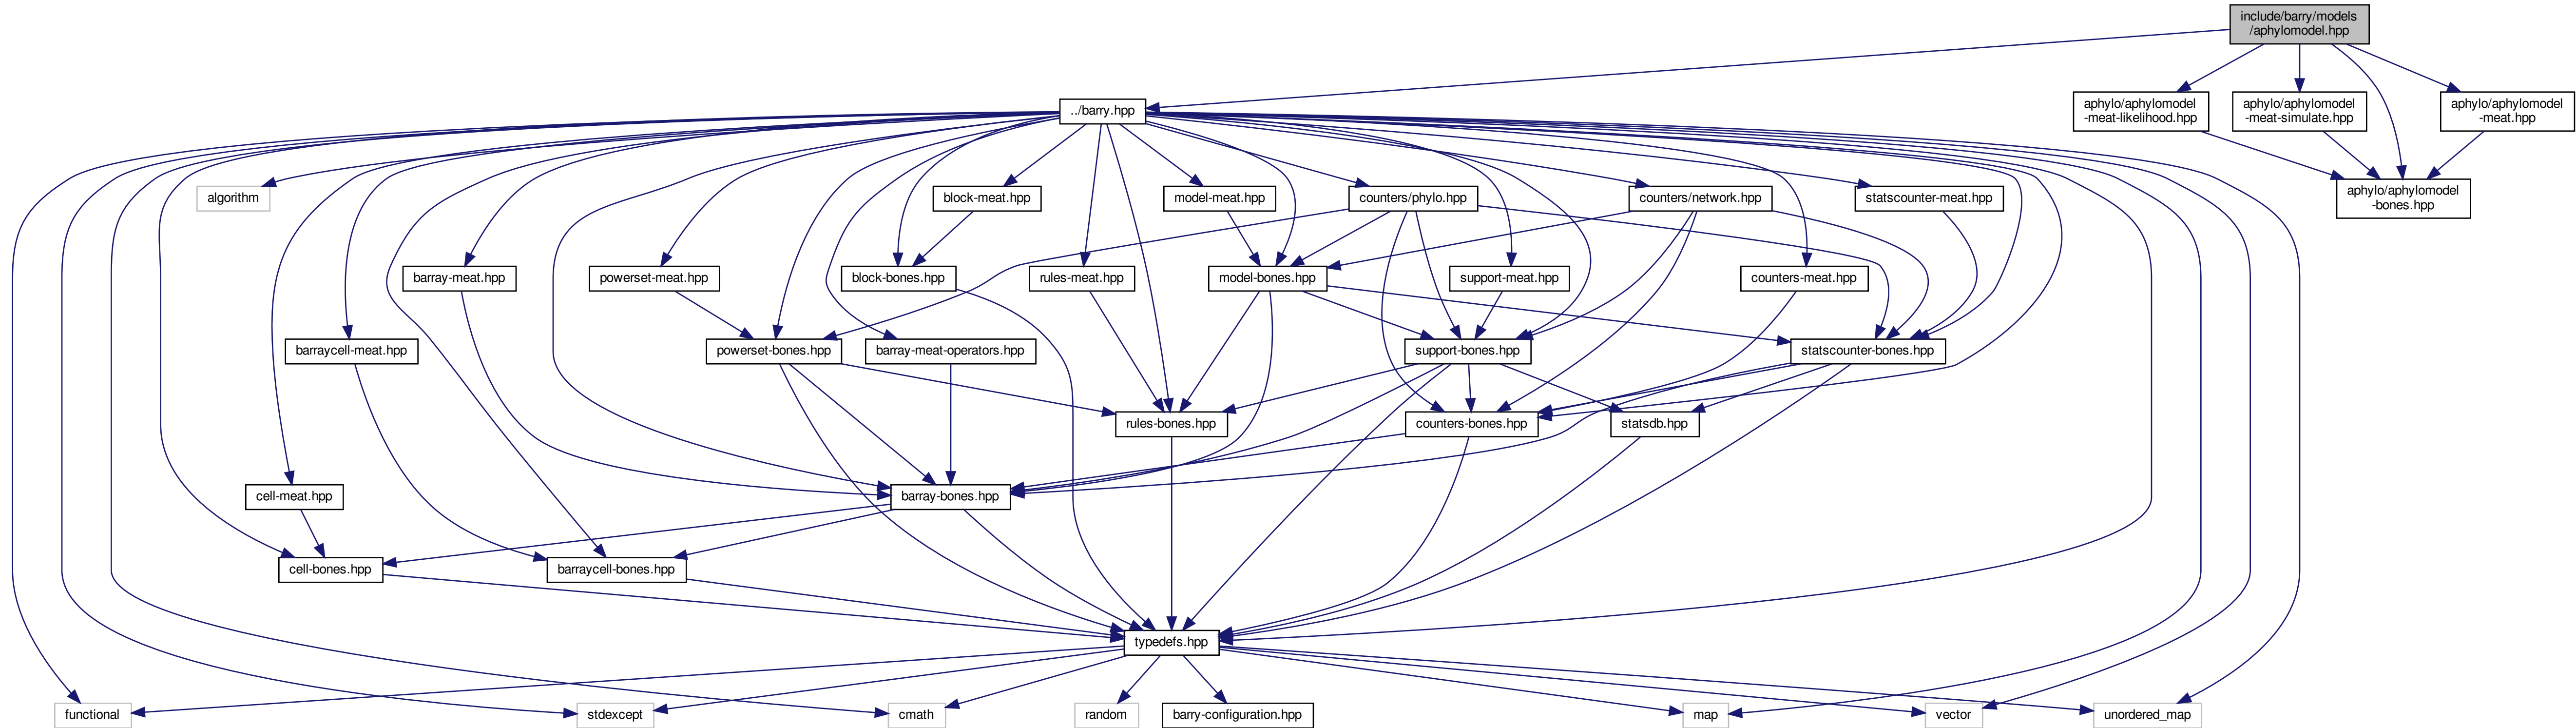 include/barry/models
/aphylomodel.hpp
../barry.hpp
aphylo/aphylomodel
-meat-likelihood.hpp
aphylo/aphylomodel
-meat-simulate.hpp
aphylo/aphylomodel
-meat.hpp
algorithm
block-meat.hpp
model-meat.hpp
counters/phylo.hpp
counters/network.hpp
statscounter-meat.hpp
aphylo/aphylomodel
-bones.hpp
barray-meat.hpp
powerset-meat.hpp
block-bones.hpp
rules-meat.hpp
model-bones.hpp
support-meat.hpp
counters-meat.hpp
barraycell-meat.hpp
powerset-bones.hpp
barray-meat-operators.hpp
support-bones.hpp
statscounter-bones.hpp
rules-bones.hpp
counters-bones.hpp
statsdb.hpp
cell-meat.hpp
barray-bones.hpp
cell-bones.hpp
barraycell-bones.hpp
typedefs.hpp
functional
stdexcept
cmath
random
barry-configuration.hpp
map
vector
unordered_map